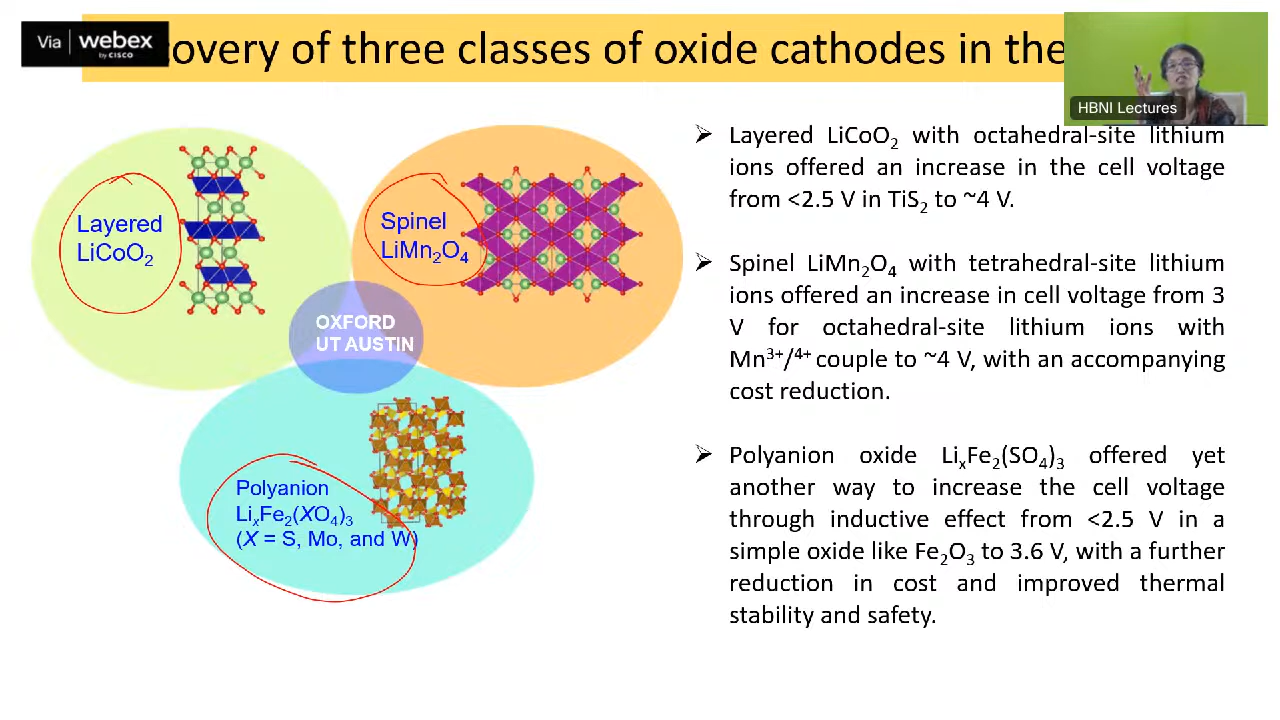 Via webex
by CISCO
overy of three classes of oxide cathodes in the
HBNI Lectures
Layered
LiCoO₂
Spinel
LiMn₂O₄
OXFORD
UT AUSTIN
Polyanion
LiₓFe₂(XO₄)₃
(X = S, Mo, and W)
➢ Layered LiCoO₂ with octahedral-site lithium
ions offered an increase in the cell voltage
from <2.5 V in TiS₂ to ~4 V.
➢ Spinel LiMn₂O₄ with tetrahedral-site lithium
ions offered an increase in cell voltage from 3
V for octahedral-site lithium ions with
Mn³⁺/⁴⁺ couple to ~4 V, with an accompanying
cost reduction.
➢ Polyanion oxide LiₓFe₂(SO₄)₃ offered yet
another way to increase the cell voltage
through inductive effect from <2.5 V in a
simple oxide like Fe₂O₃ to 3.6 V, with a further
reduction in cost and improved thermal
stability and safety.